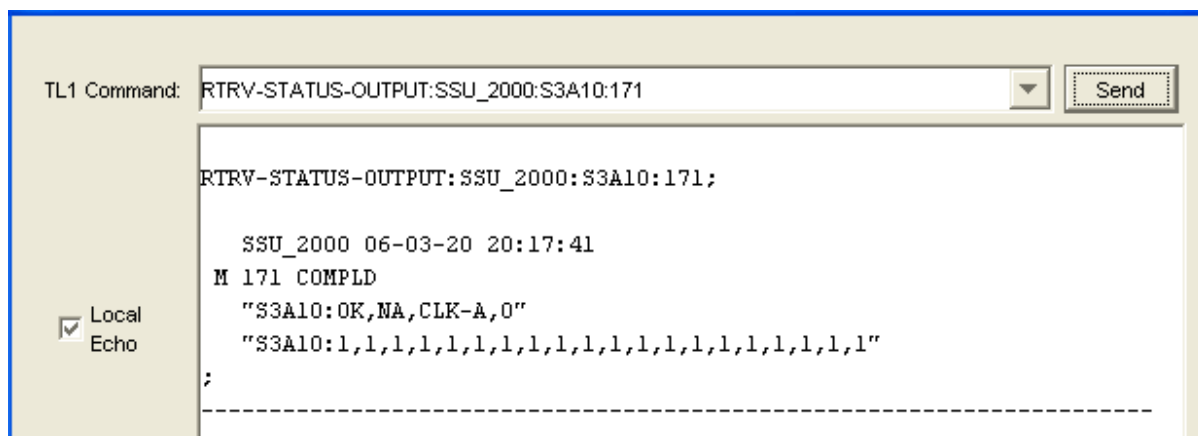 TL1 Command: RTRV-STATUS-OUTPUT:SSU_2000:S3A10:171 Send
RTRV-STATUS-OUTPUT:SSU_2000:S3A10:171;
SSU_2000 06-03-20 20:17:41
M 171 COMPLD
"S3A10:OK,NA,CLK-A,0"
Local
Echo
"S3A10:1,1,1,1,1,1,1,1,1,1,1,1,1,1,1,1,1,1,1,1"
;
----------------------------------------------------------------------